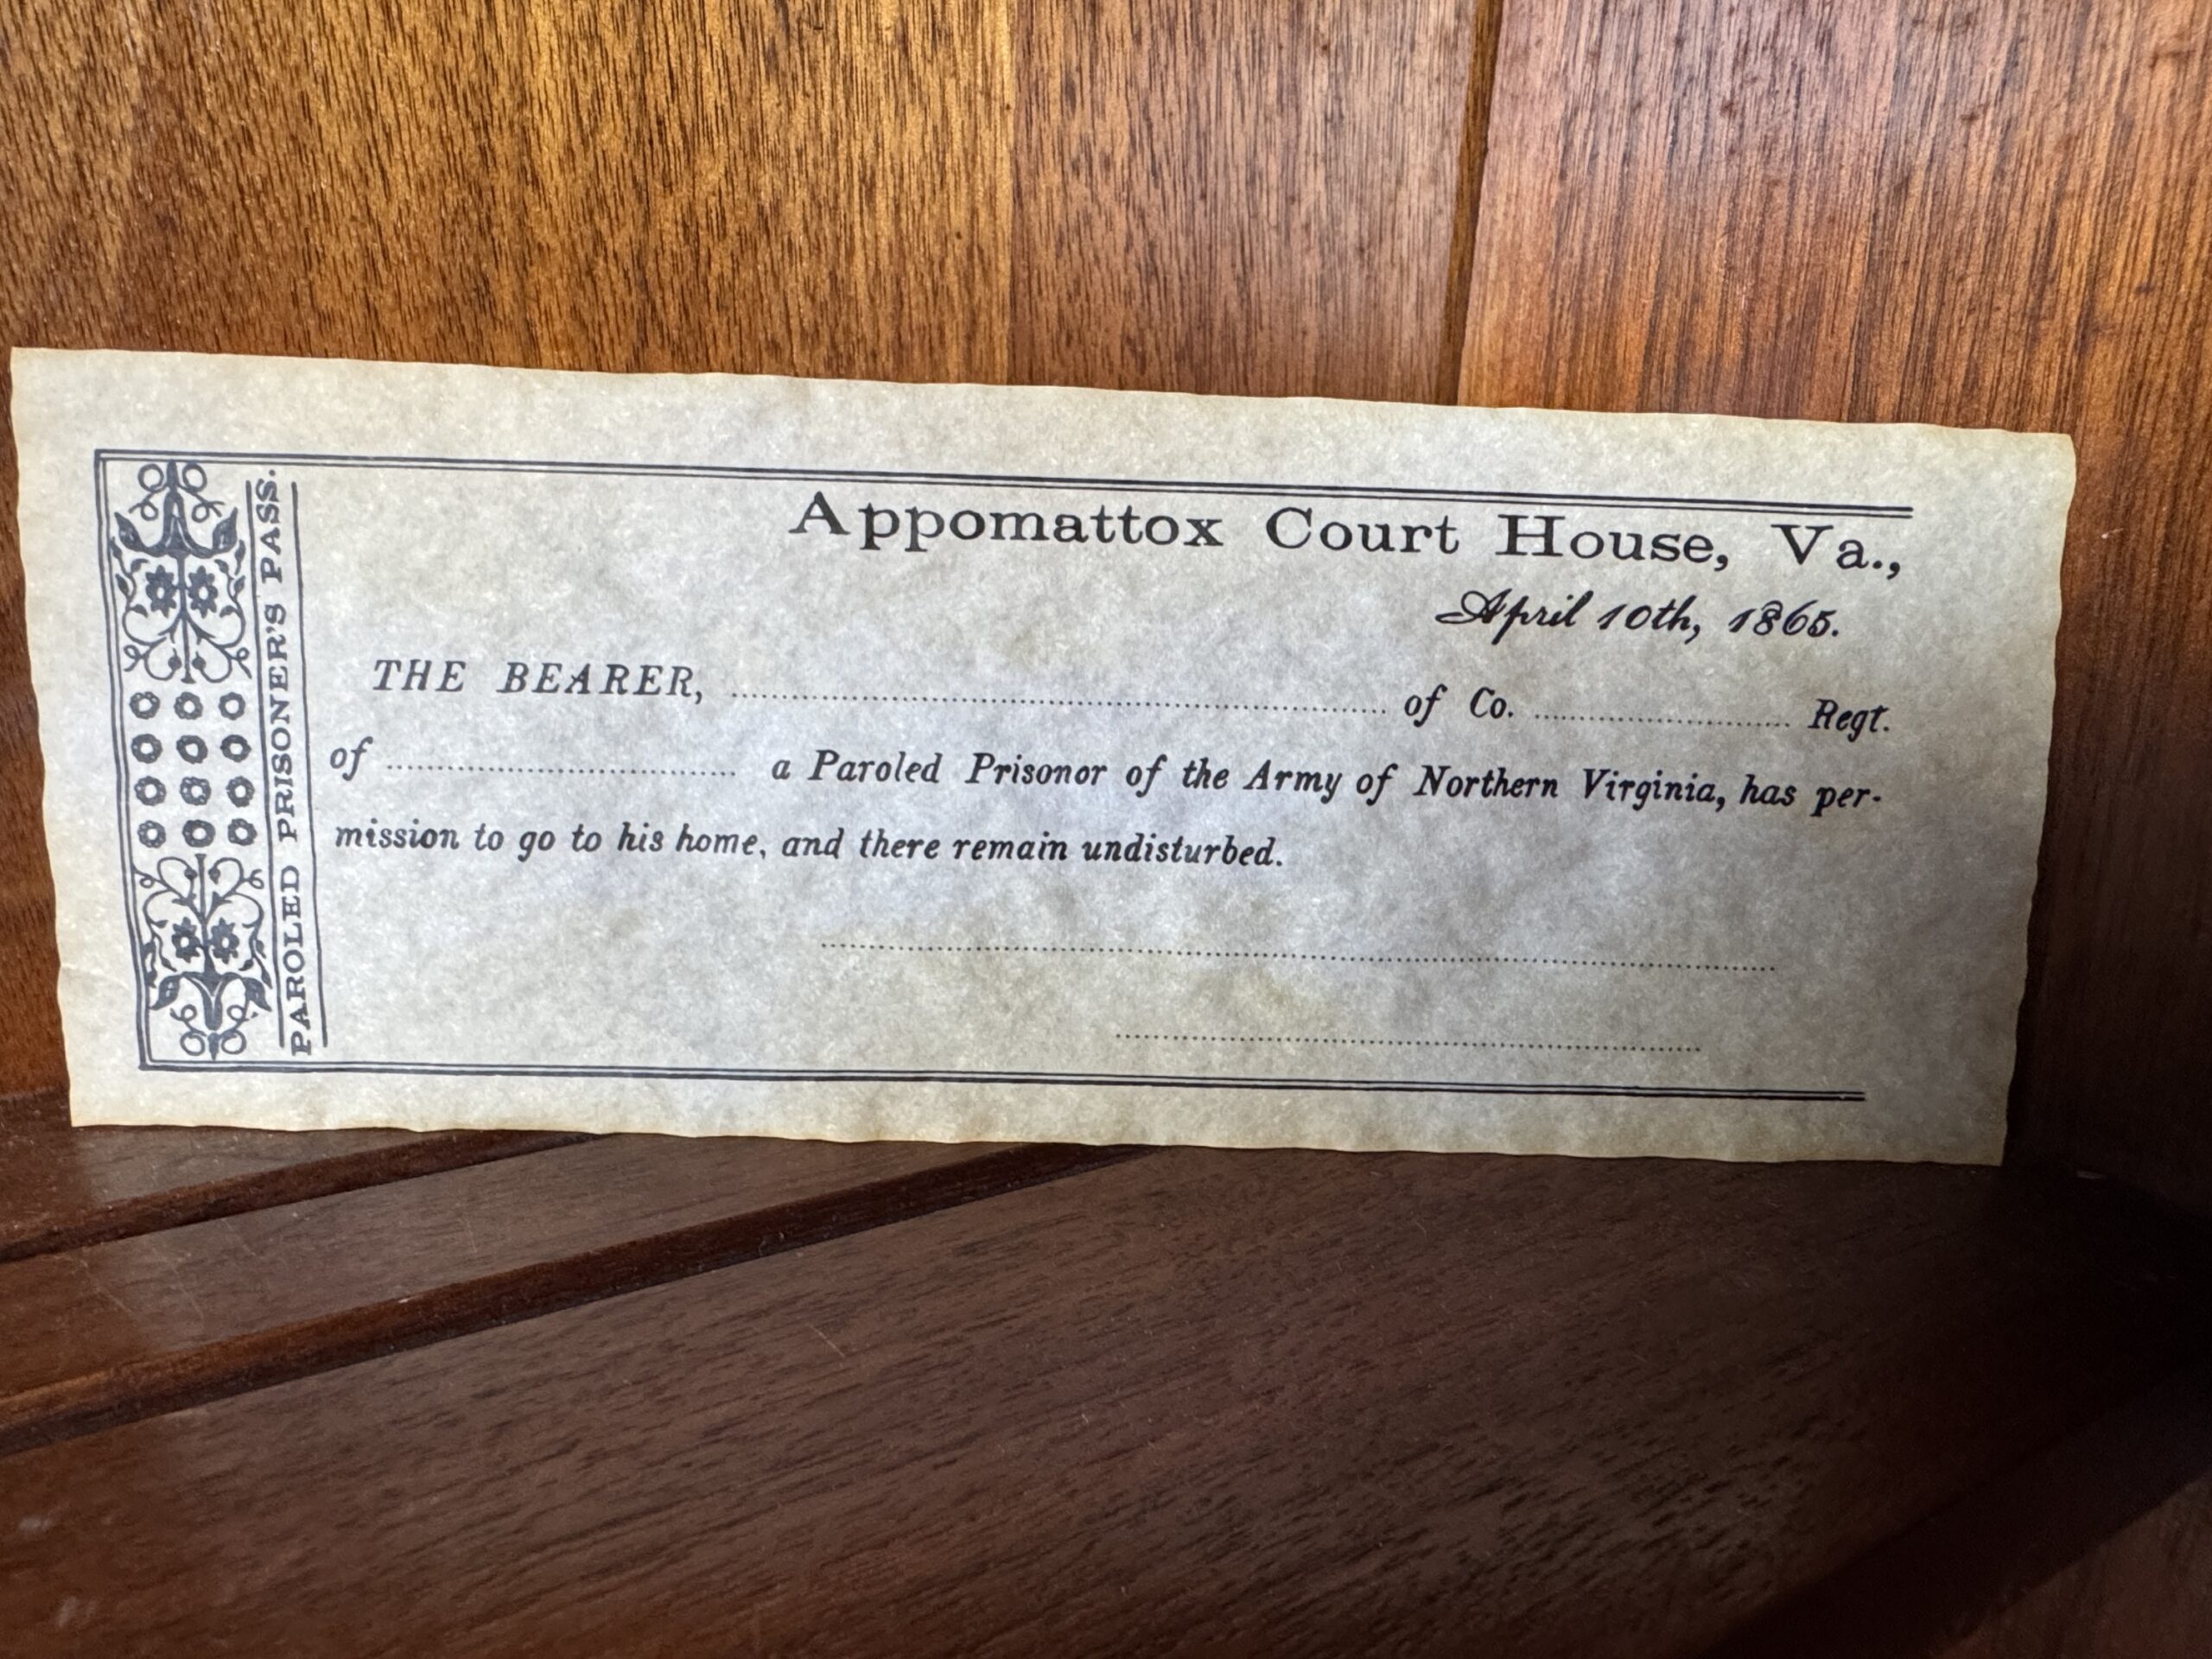 PAROLED PRISONER'S PASS.
Appomattox Court House, Va.,
April 10th, 1865.
THE BEARER, ........................ of Co. ............ Regt.
of ................ a Paroled Prisonor of the Army of Northern Virginia, has per-
mission to go to his home, and there remain undisturbed.